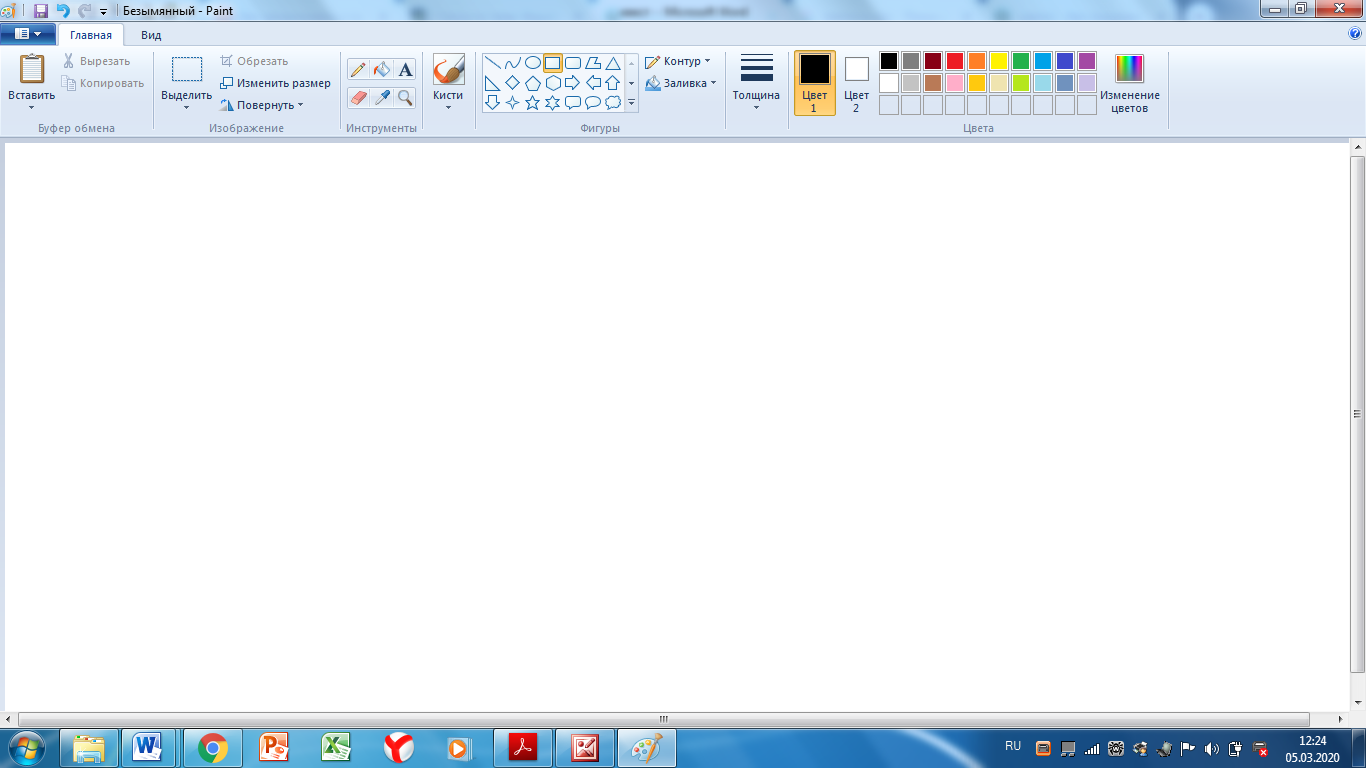 Безымянный - Paint
Главная
Вид
Вставить
Вырезать
Копировать
Буфер обмена
Выделить
Обрезать
Изменить размер
Повернуть
Изображение
A
Инструменты
Кисти
Контур
Заливка
Фигуры
Толщина
Цвет
1
Цвет
2
Изменение
цветов
Цвета
RU
12:24
05.03.2020